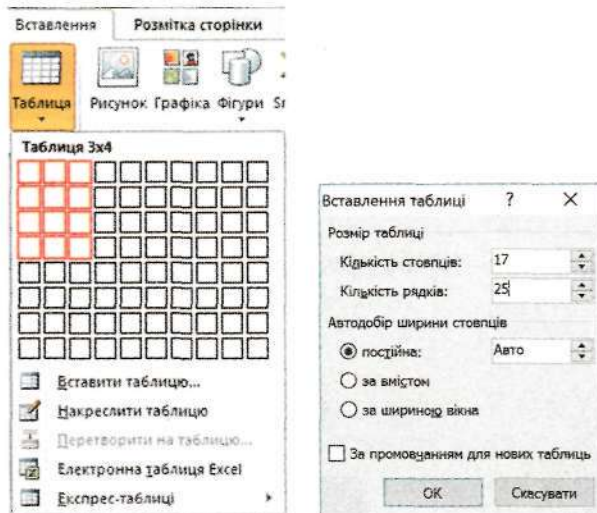 Вставлення Розмітка сторінки
Таблиця Рисунок Графіка Фігури Sr
Таблиця 3x4
Вставити таблицю...
Накреслити таблицю
Перетворити на таблицю...
Електронна таблиця Excel
Експрес-таблиці
Вставлення таблиці ? ×
Розмір таблиці
Кількість стовпців: 17
Кількість рядків: 25
Автодобір ширини стовпців
постійна: Авто
за вмістом
за шириною вікна
За промовчанням для нових таблиць
ОК Скасувати